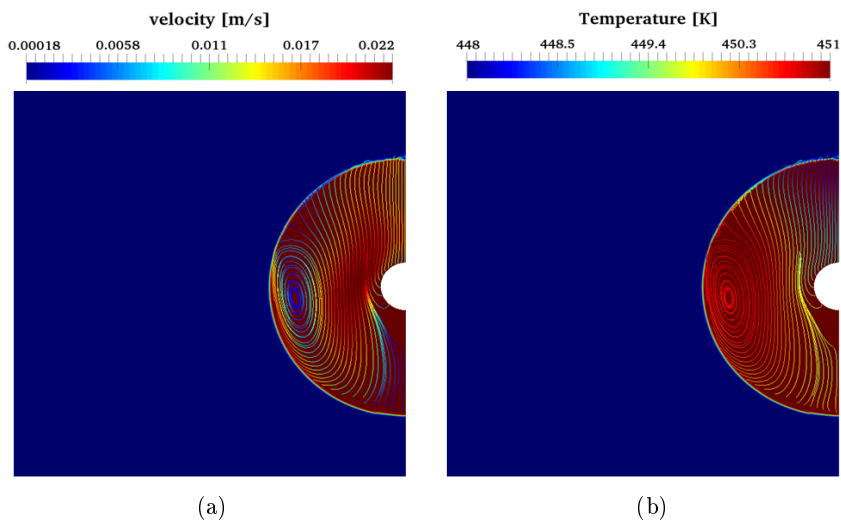 velocity [m/s]
0.00018 0.0058 0.011 0.017 0.022
Temperature [K]
448 448.5 449.4 450.3 451
(a)
(b)